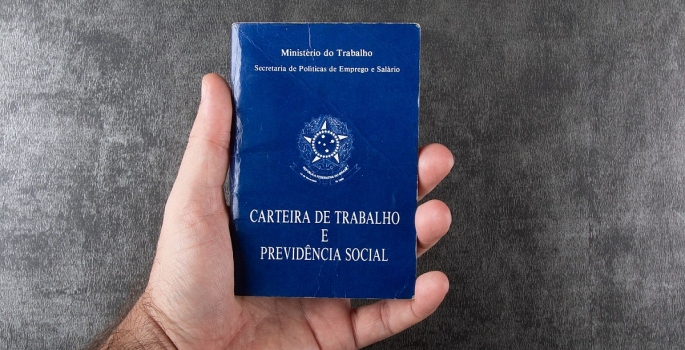 Ministério do Trabalho
Secretaria de Políticas de Emprego e Salário
CARTEIRA DE TRABALHO
E
PREVIDÊNCIA SOCIAL